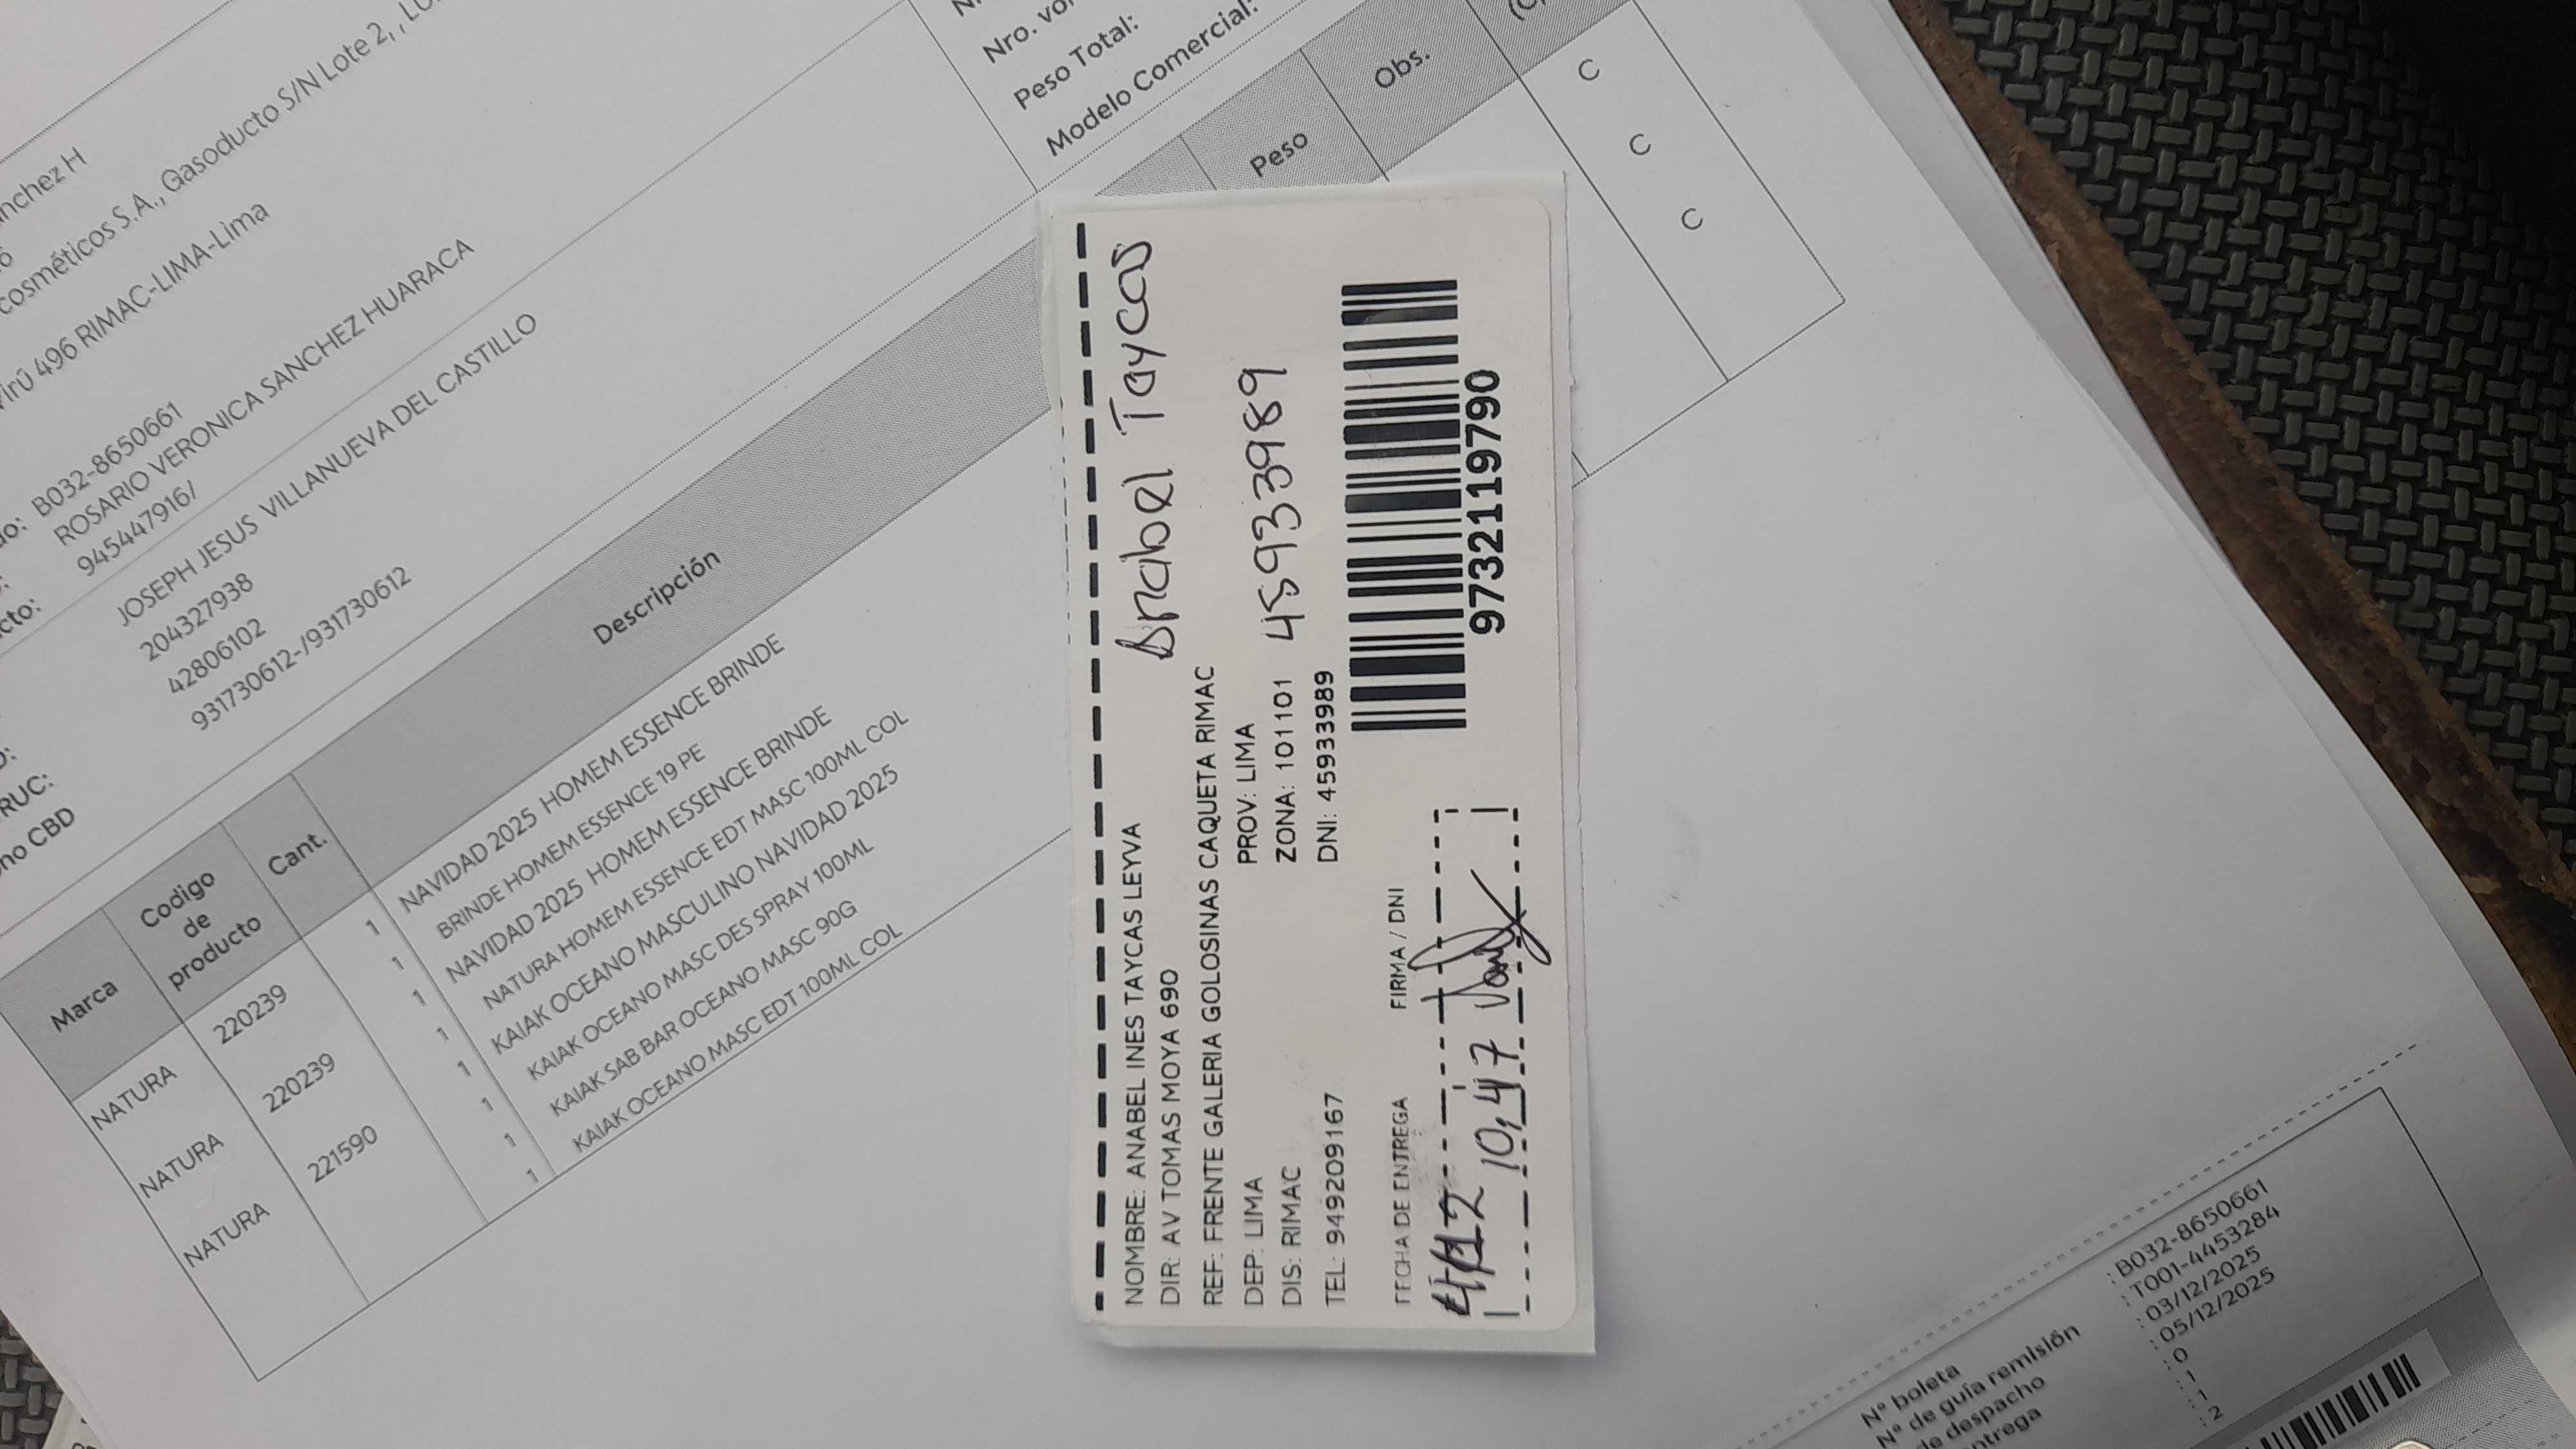 nchez H
cosméticos S.A., Gasoducto S/N Lote 2, , LU
Virú 496 RIMAC-LIMA-Lima
B032-8650661
ROSARIO VERONICA SANCHEZ HUARACA
945447916/
JOSEPH JESUS VILLANUEVA DEL CASTILLO
204327938
42806102
931730612-/931730612
RUC:
no CBD
Nro. vo
Peso Total:
Modelo Comercial:
Marca
Codigo de producto
Cant.
Descripción
Peso
Obs.
NATURA 220239 1 NAVIDAD 2025 HOMEM ESSENCE BRINDE C
1 BRINDE HOMEM ESSENCE 19 PE
NATURA 220239 1 NAVIDAD 2025 HOMEM ESSENCE BRINDE C
1 NATURA HOMEM ESSENCE EDT MASC 100ML COL
NATURA 221590 1 KAIAK OCEANO MASCULINO NAVIDAD 2025 C
1 KAIAK OCEANO MASC DES SPRAY 100ML
1 KAIAK SAB BAR OCEANO MASC 90G
1 KAIAK OCEANO MASC EDT 100ML COL
NOMBRE: ANABEL INES TAYCAS LEYVA
Anabel Taycas
DIR: AV TOMAS MOYA 690
REF: FRENTE GALERIA GOLOSINAS CAQUETA RIMAC
DEP: LIMA PROV: LIMA
DIS: RIMAC ZONA: 101101
45933989
TEL: 949209167 DNI: 45933989
FECHA DE ENTREGA FIRMA / DNI
4/12 10:47
9732119790
N° boleta : B032-8650661
N° de guía remisión : T001-4453284
de despacho : 03/12/2025
entrega : 05/12/2025
: 0
: 1
: 1
: 2